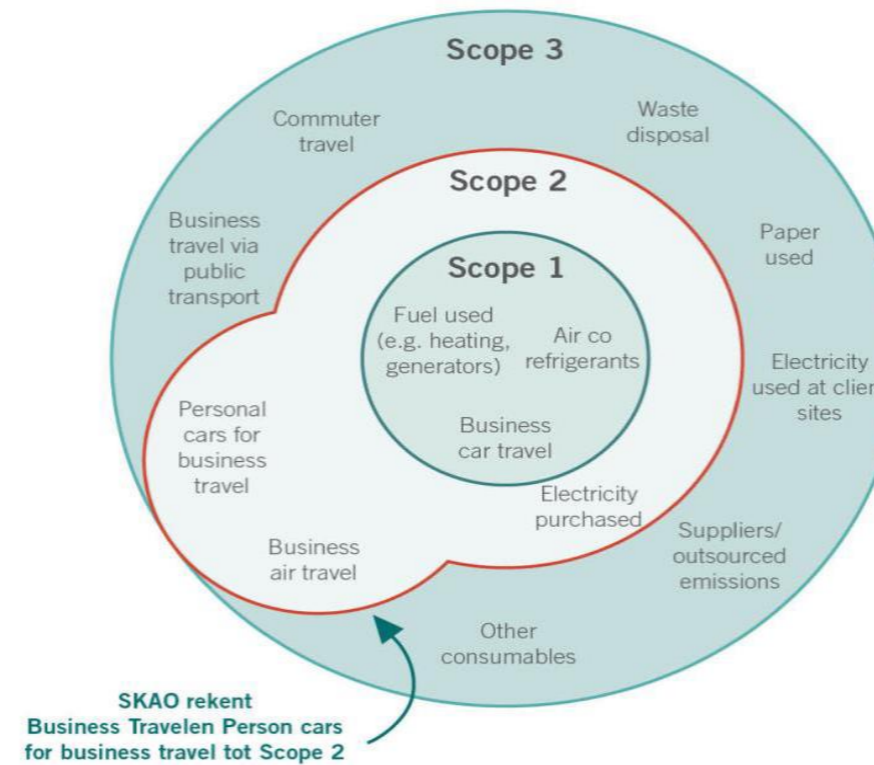 Scope 3
Commuter
travel
Waste
disposal
Scope 2
Business
travel via
public
transport
Paper
used
Scope 1
Fuel used
(e.g. heating,
generators)
Air co
refrigerants
Electricity
used at clien
sites
Personal
cars for
business
travel
Business
car travel
Electricity
purchased
Suppliers/
outsourced
emissions
Business
air travel
Other
consumables
SKAO rekent
Business Travelen Person cars
for business travel tot Scope 2